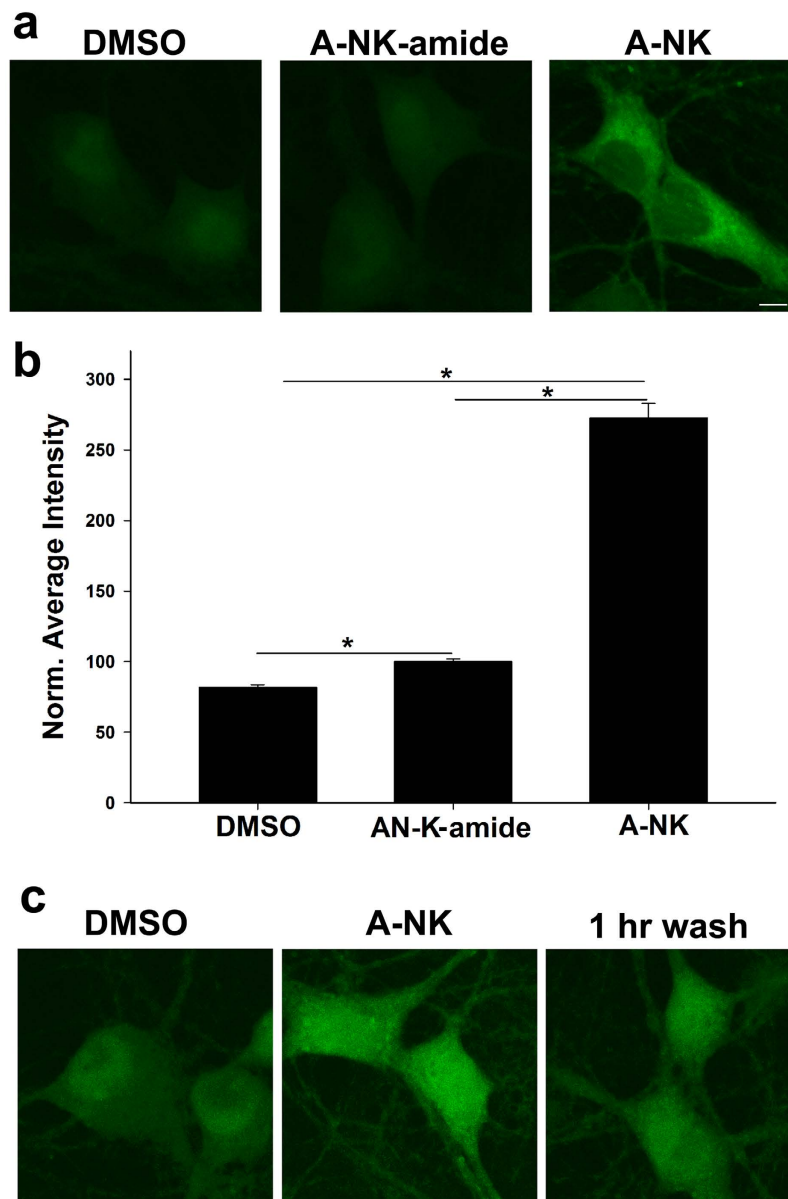 a
DMSO A-NK-amide A-NK
b
Norm. Average Intensity
300
250
200
150
100
50
0
*
*
*
DMSO AN-K-amide A-NK
c
DMSO A-NK 1 hr wash